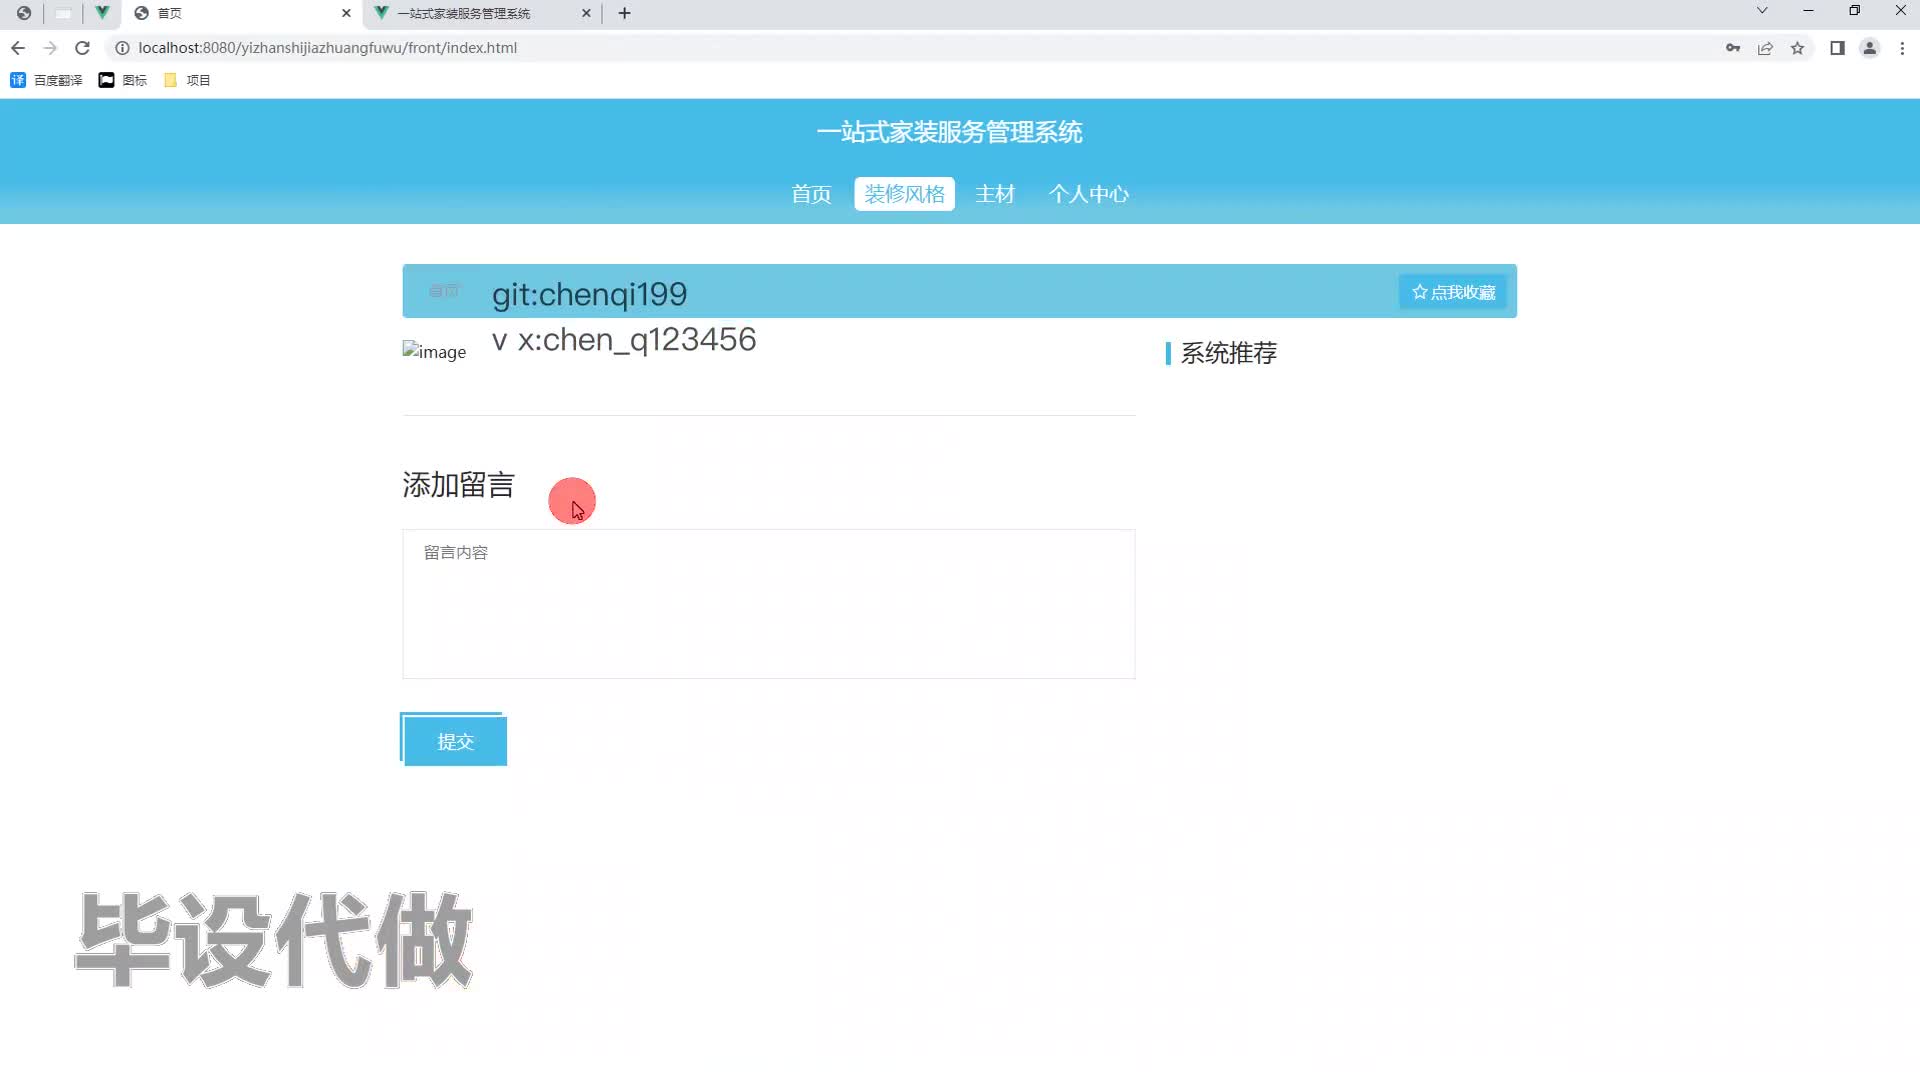 首页
一站式家装服务管理系统
localhost:8080/yizhanshijiazhuangfuwu/front/index.html
百度翻译 图标 项目
一站式家装服务管理系统
首页 装修风格 主材 个人中心
git:chenqi199
点我收藏
v x:chen_q123456
image
系统推荐
添加留言
留言内容
提交
毕设代做